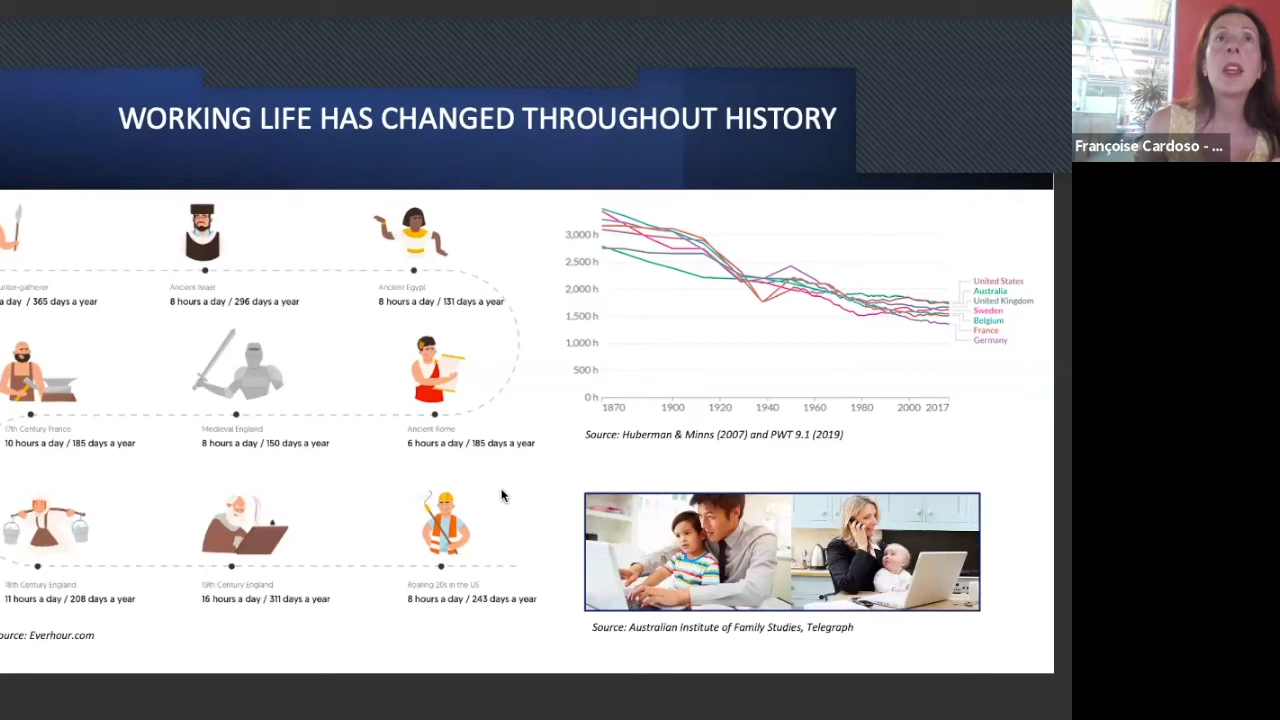 WORKING LIFE HAS CHANGED THROUGHOUT HISTORY
Françoise Cardoso - ...
unter-gatherer
a day / 365 days a year
Ancient Israel
8 hours a day / 296 days a year
Ancient Egypt
8 hours a day / 131 days a year
17th Century France
10 hours a day / 185 days a year
Medieval England
8 hours a day / 150 days a year
Ancient Rome
6 hours a day / 185 days a year
18th Century England
11 hours a day / 208 days a year
19th Century England
16 hours a day / 311 days a year
Roaring 20s in the US
8 hours a day / 243 days a year
ource: Everhour.com
3,000 h
2,500 h
2,000 h
1,500 h
1,000 h
500 h
0 h
1870 1900 1920 1940 1960 1980 2000 2017
United States
Australia
United Kingdom
Sweden
Belgium
France
Germany
Source: Huberman & Minns (2007) and PWT 9.1 (2019)
Source: Australian Institute of Family Studies, Telegraph